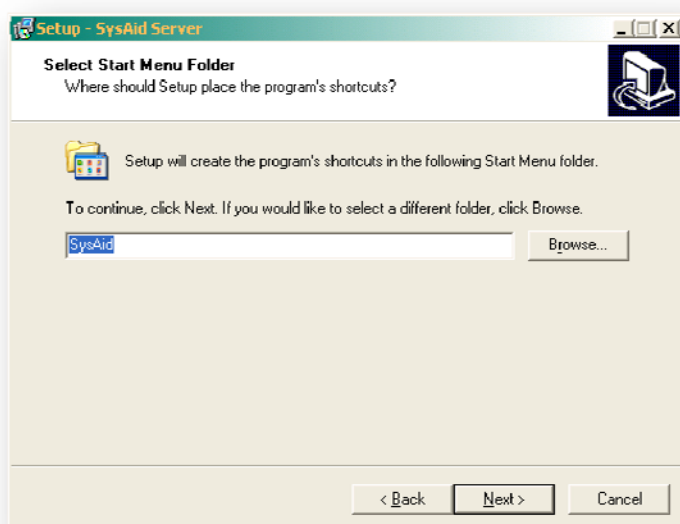 Setup - SysAid Server
Select Start Menu Folder
Where should Setup place the program's shortcuts?
Setup will create the program's shortcuts in the following Start Menu folder.
To continue, click Next. If you would like to select a different folder, click Browse.
SysAid
Browse...
< Back
Next >
Cancel